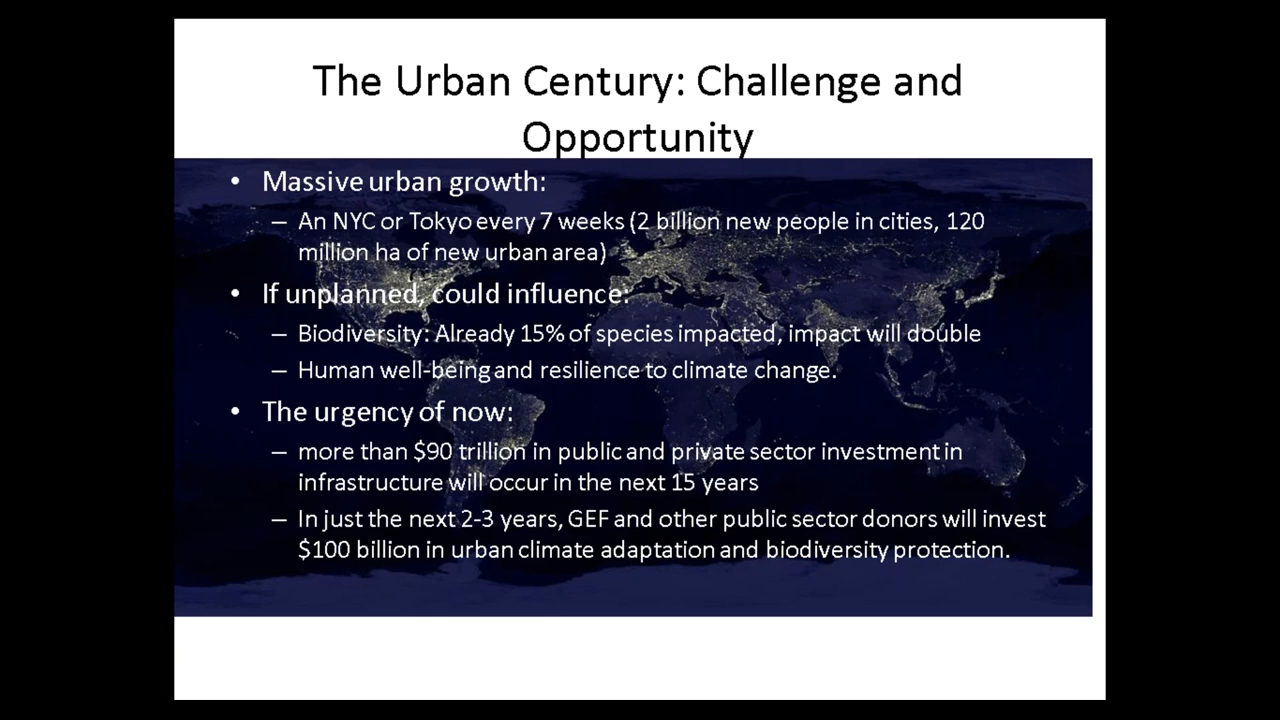 The Urban Century: Challenge and
Opportunity
• Massive urban growth:
– An NYC or Tokyo every 7 weeks (2 billion new people in cities, 120
million ha of new urban area)
• If unplanned, could influence:
– Biodiversity: Already 15% of species impacted, impact will double
– Human well-being and resilience to climate change.
• The urgency of now:
– more than $90 trillion in public and private sector investment in
infrastructure will occur in the next 15 years
– In just the next 2-3 years, GEF and other public sector donors will invest
$100 billion in urban climate adaptation and biodiversity protection.